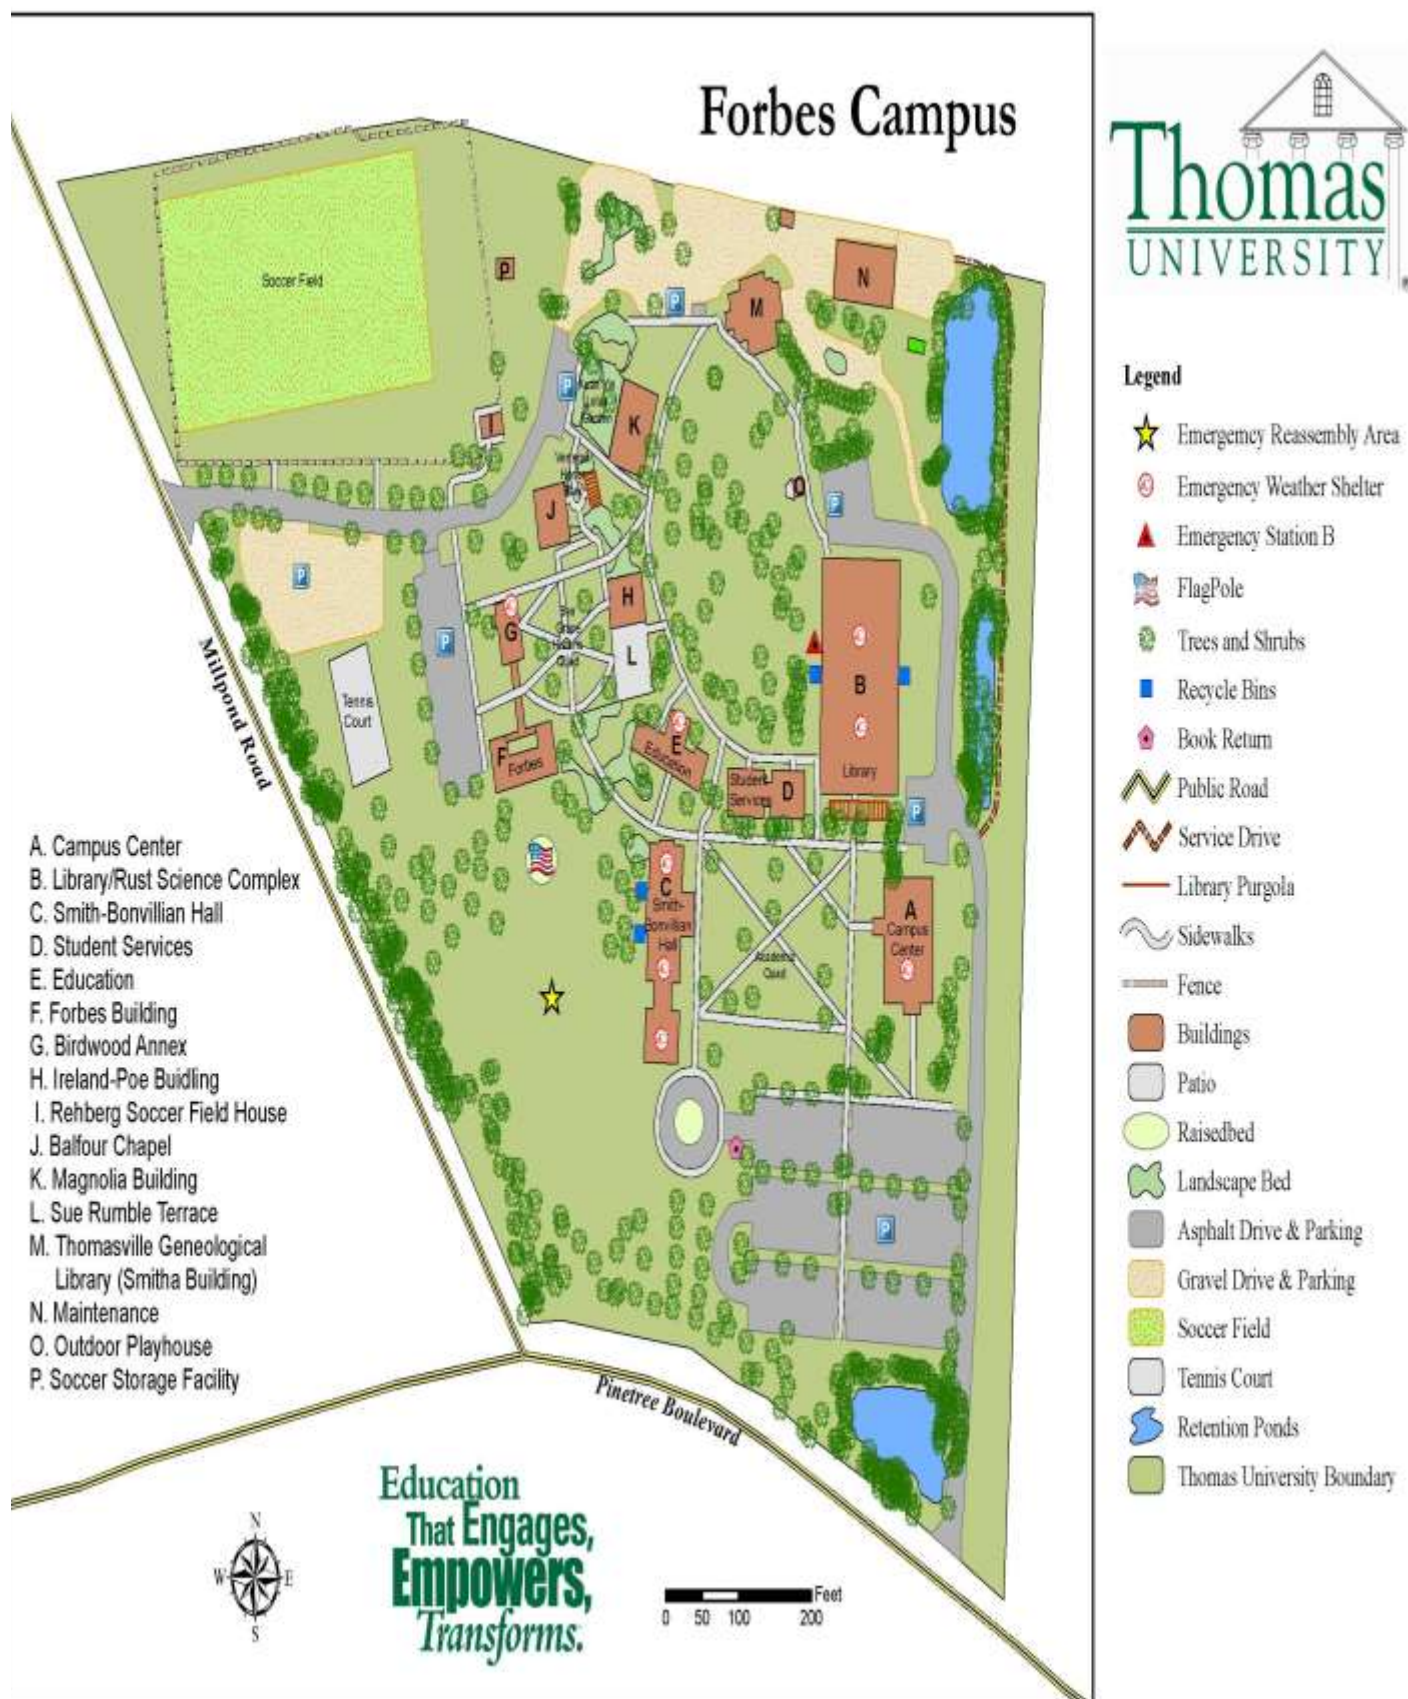 Forbes Campus
Thomas
UNIVERSITY
Soccer Field
P
N
M
P
P
K
I
J
O
P
P
H
G
P
L
B
Tennis
Court
E
Education
F
Forbes
Library
Student
Services
D
P
Millpond Road
C
Smith-
Bonvillian
Hall
A
Campus
Center
Academic
Quad
P
Pinetree Boulevard
A. Campus Center
B. Library/Rust Science Complex
C. Smith-Bonvillian Hall
D. Student Services
E. Education
F. Forbes Building
G. Birdwood Annex
H. Ireland-Poe Buidling
I. Rehberg Soccer Field House
J. Balfour Chapel
K. Magnolia Building
L. Sue Rumble Terrace
M. Thomasville Geneological
Library (Smitha Building)
N. Maintenance
O. Outdoor Playhouse
P. Soccer Storage Facility
Legend
Emergemcy Reassembly Area
Emergency Weather Shelter
Emergency Station B
FlagPole
Trees and Shrubs
Recycle Bins
Book Return
Public Road
Service Drive
Library Purgola
Sidewalks
Fence
Buildings
Patio
Raisedbed
Landscape Bed
Asphalt Drive & Parking
Gravel Drive & Parking
Soccer Field
Tennis Court
Retention Ponds
Thomas University Boundary
N
W E
S
Education
That Engages,
Empowers,
Transforms.
Feet
0 50 100 200